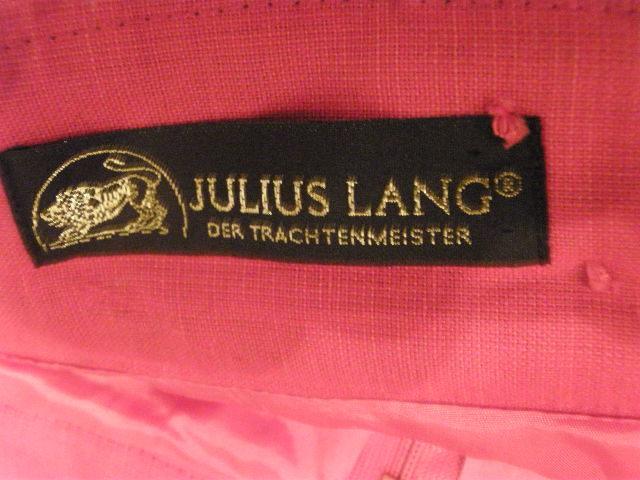 JULIUS LANG®
DER TRACHTENMEISTER